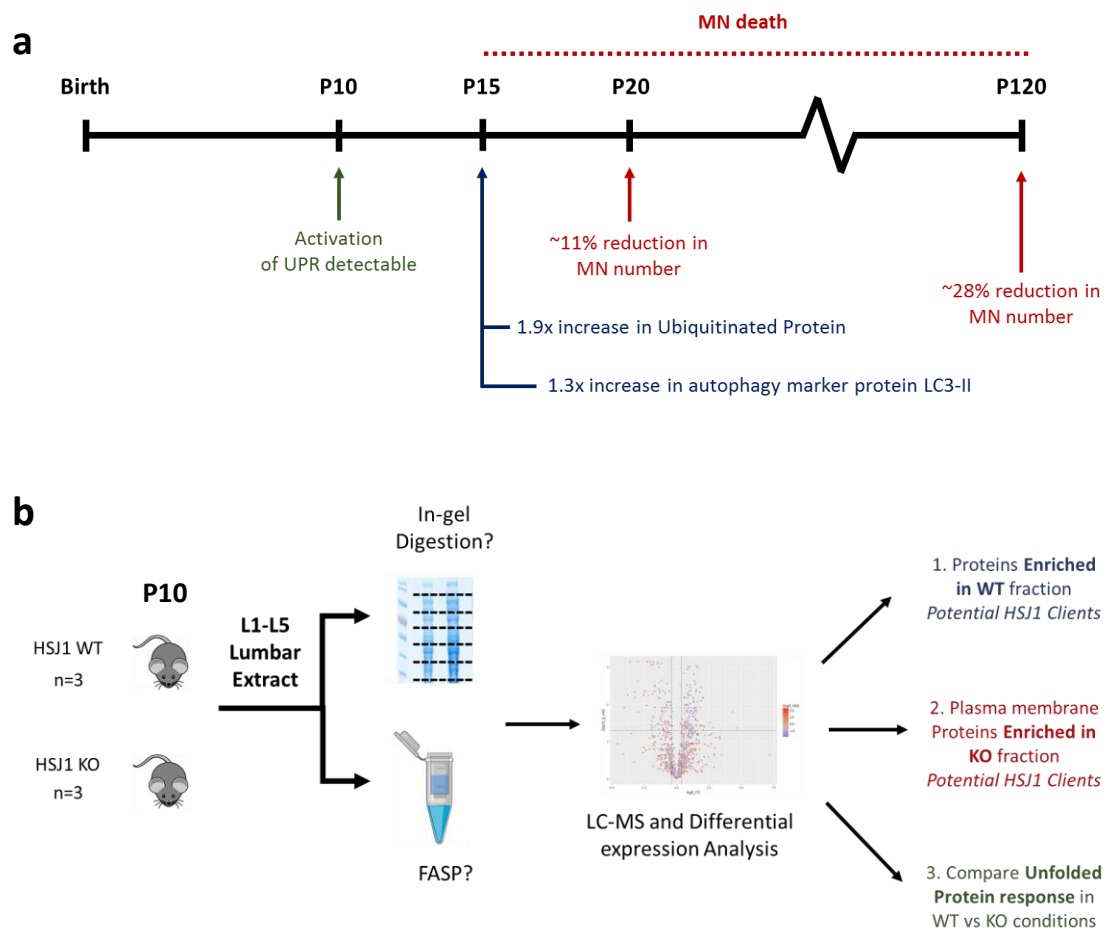 a
MN death
Birth
P10
P15
P20
P120
Activation
of UPR detectable
~11% reduction in
MN number
~28% reduction in
MN number
1.9x increase in Ubiquitinated Protein
1.3x increase in autophagy marker protein LC3-II
b
In-gel
Digestion?
P10
HSJ1 WT
n=3
HSJ1 KO
n=3
L1-L5
Lumbar
Extract
FASP?
LC-MS and Differential
expression Analysis
1. Proteins Enriched
in WT fraction
Potential HSJ1 Clients
2. Plasma membrane
Proteins Enriched in
KO fraction
Potential HSJ1 Clients
3. Compare Unfolded
Protein response in
WT vs KO conditions